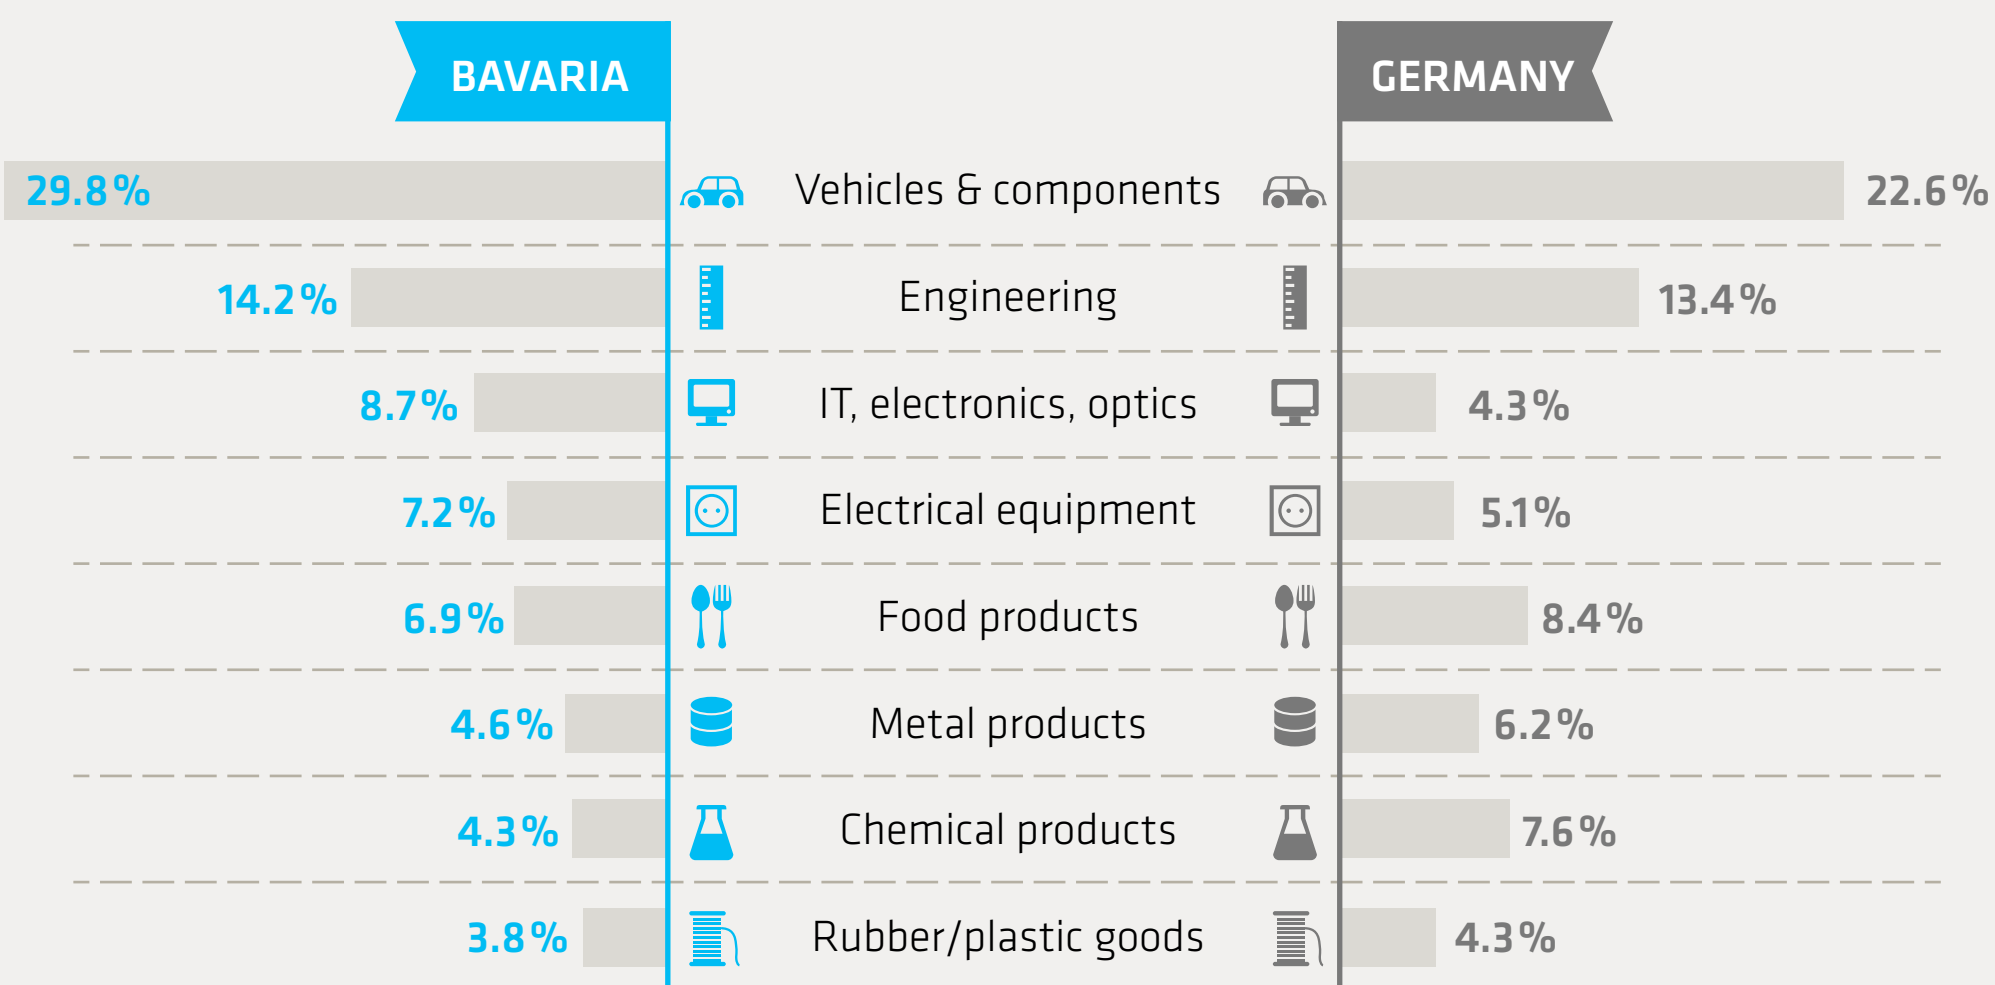 BAVARIA GERMANY
29.8% Vehicles & components 22.6%
14.2% Engineering 13.4%
8.7% IT, electronics, optics 4.3%
7.2% Electrical equipment 5.1%
6.9% Food products 8.4%
4.6% Metal products 6.2%
4.3% Chemical products 7.6%
3.8% Rubber/plastic goods 4.3%